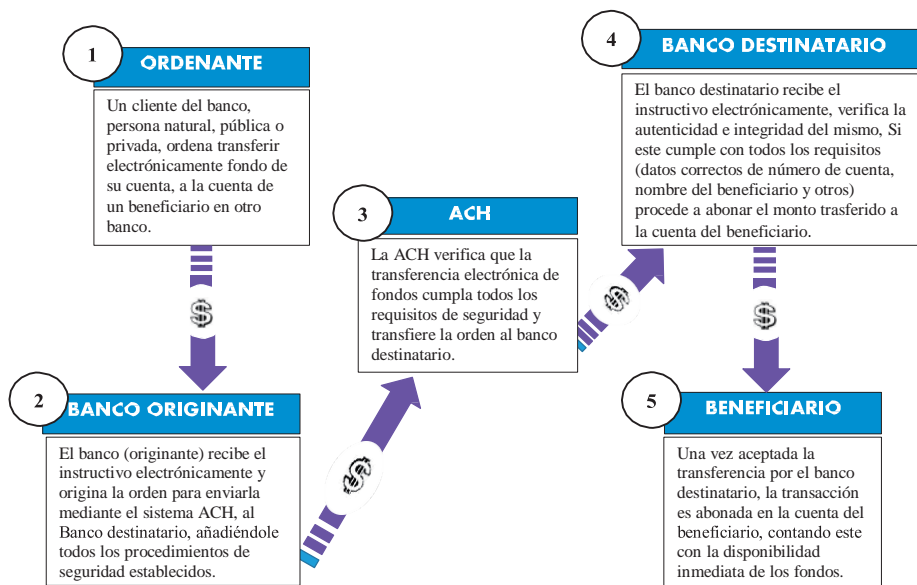 1
ORDENANTE
Un cliente del banco,
persona natural, pública o
privada, ordena transferir
electrónicamente fondo de
su cuenta, a la cuenta de
un beneficiario en otro
banco.
$
2
BANCO ORIGINANTE
El banco (originante) recibe el
instructivo electrónicamente y
origina la orden para enviarla
mediante el sistema ACH, al
Banco destinatario, añadiéndole
todos los procedimientos de
seguridad establecidos.
$
3
ACH
La ACH verifica que la
transferencia electrónica de
fondos cumpla todos los
requisitos de seguridad y
transfiere la orden al banco
destinatario.
$
4
BANCO DESTINATARIO
El banco destinatario recibe el
instructivo electrónicamente, verifica la
autenticidad e integridad del mismo, Si
este cumple con todos los requisitos
(datos correctos de número de cuenta,
nombre del beneficiario y otros)
procede a abonar el monto trasferido a
la cuenta del beneficiario.
$
5
BENEFICIARIO
Una vez aceptada la
transferencia por el banco
destinatario, la transacción
es abonada en la cuenta del
beneficiario, contando este
con la disponibilidad
inmediata de los fondos.